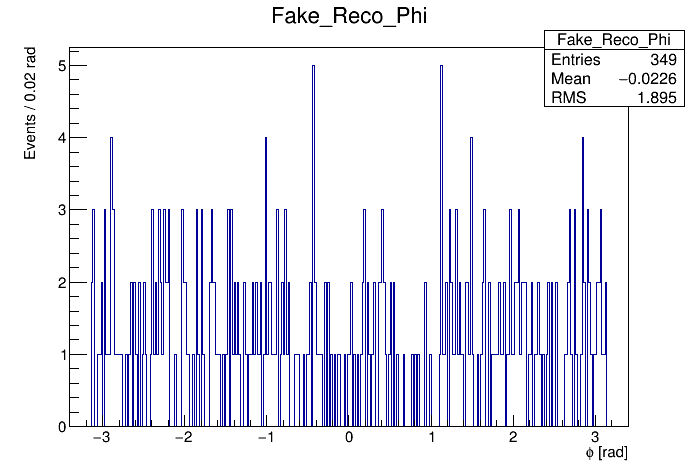 Fake_Reco_Phi
Fake_Reco_Phi
Entries 349
Mean −0.0226
RMS 1.895
Events / 0.02 rad
5
4
3
2
1
0
−3 −2 −1 0 1 2 3
ϕ [rad]